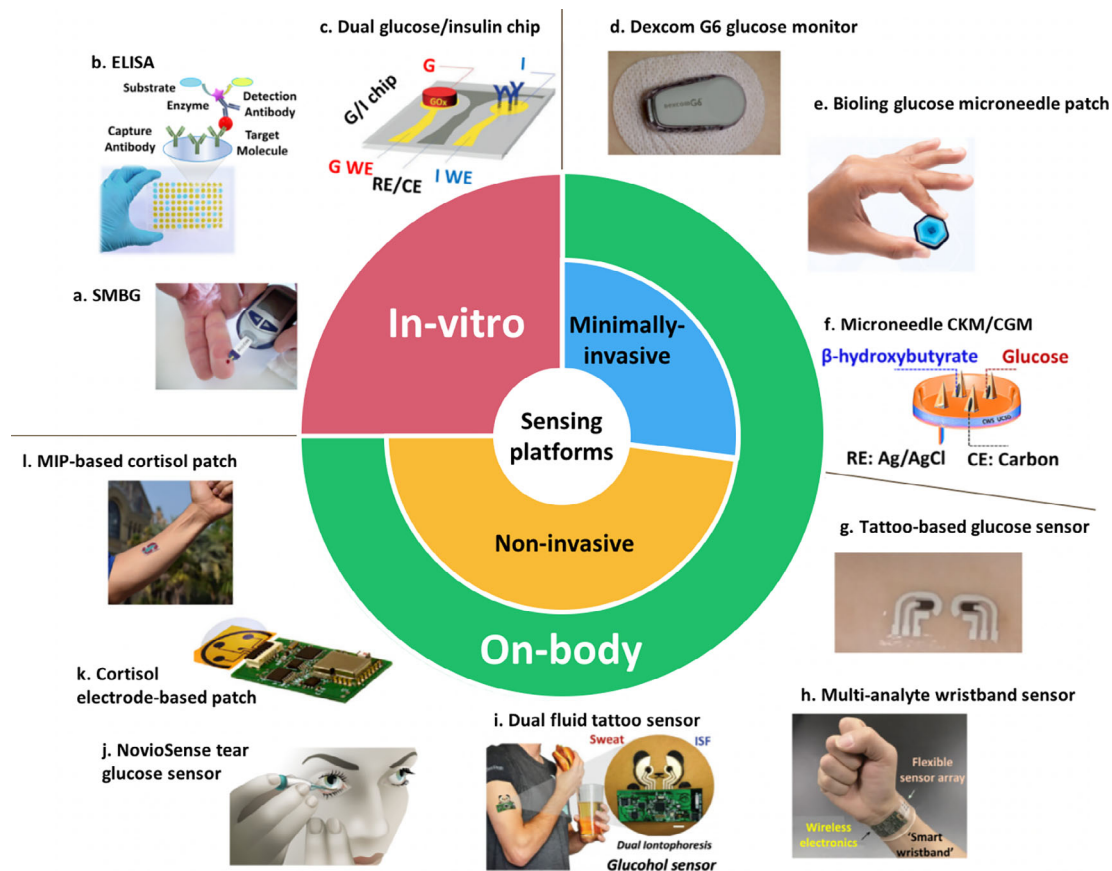 c. Dual glucose/insulin chip
G
I
GOx
G/I chip
G WE
RE/CE
I WE
b. ELISA
Substrate
Enzyme
Detection
Antibody
Capture
Antibody
Target
Molecule
a. SMBG
d. Dexcom G6 glucose monitor
dexcom G6
e. Bioling glucose microneedle patch
f. Microneedle CKM/CGM
β-hydroxybutyrate
Glucose
RE: Ag/AgCl
CE: Carbon
In-vitro
Minimally-
invasive
Sensing
platforms
Non-invasive
On-body
g. Tattoo-based glucose sensor
h. Multi-analyte wristband sensor
Flexible
sensor array
Wireless
electronics
'Smart
wristband'
i. Dual fluid tattoo sensor
Sweat
ISF
Dual Iontophoresis
Glucohol sensor
j. NovioSense tear
glucose sensor
k. Cortisol
electrode-based patch
l. MIP-based cortisol patch